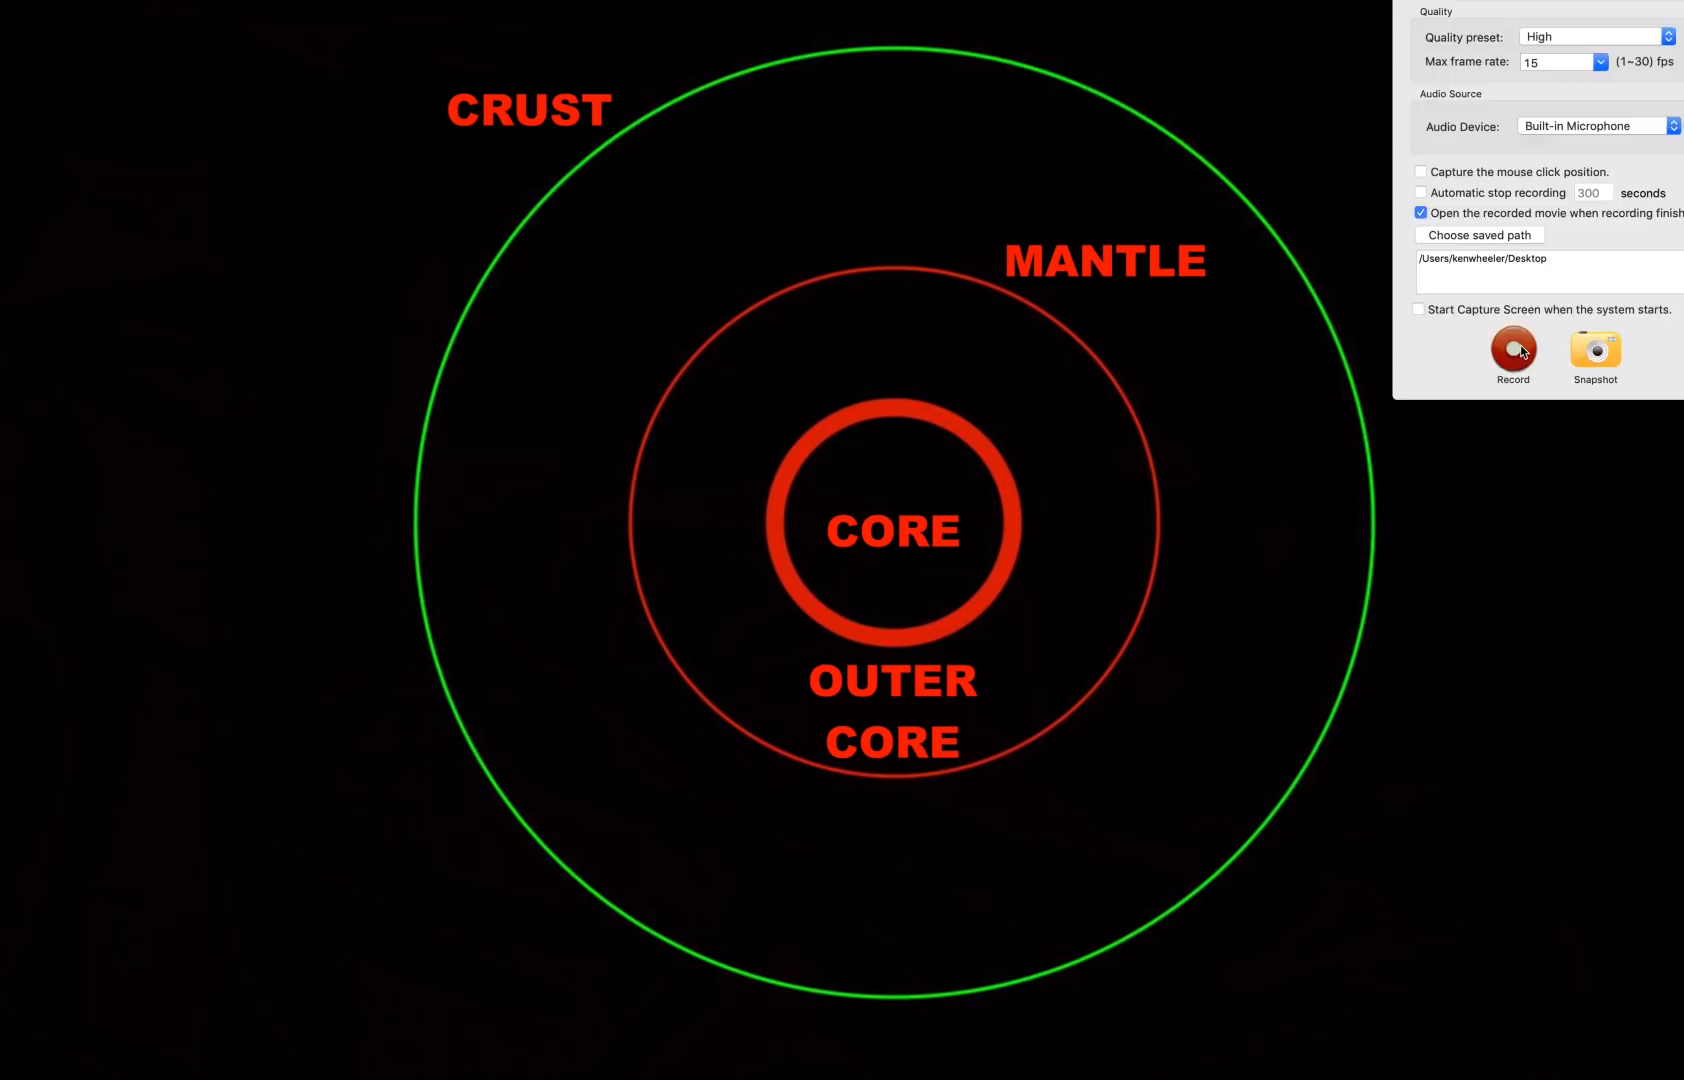 CRUST
MANTLE
CORE
OUTER
CORE
Quality
Quality preset: High
Max frame rate: 15 (1~30) fps
Audio Source
Audio Device: Built-in Microphone
Capture the mouse click position.
Automatic stop recording 300 seconds
Open the recorded movie when recording finish
Choose saved path
/Users/kenwheeler/Desktop
Start Capture Screen when the system starts.
Record Snapshot